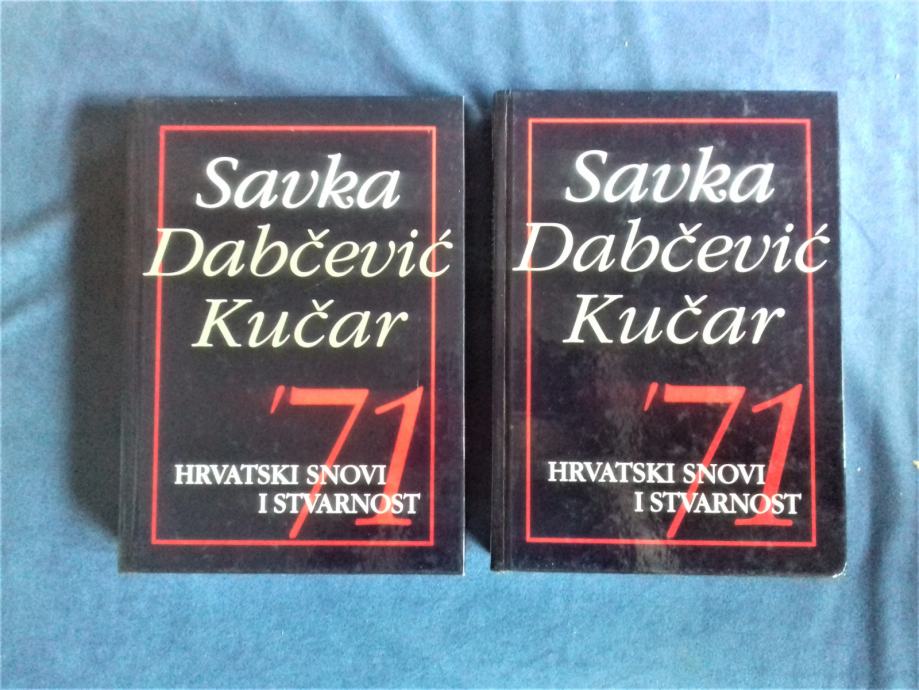 Savka
Dabčević
Kučar
'71
HRVATSKI SNOVI
I STVARNOST
Savka
Dabčević
Kučar
'71
HRVATSKI SNOVI
I STVARNOST